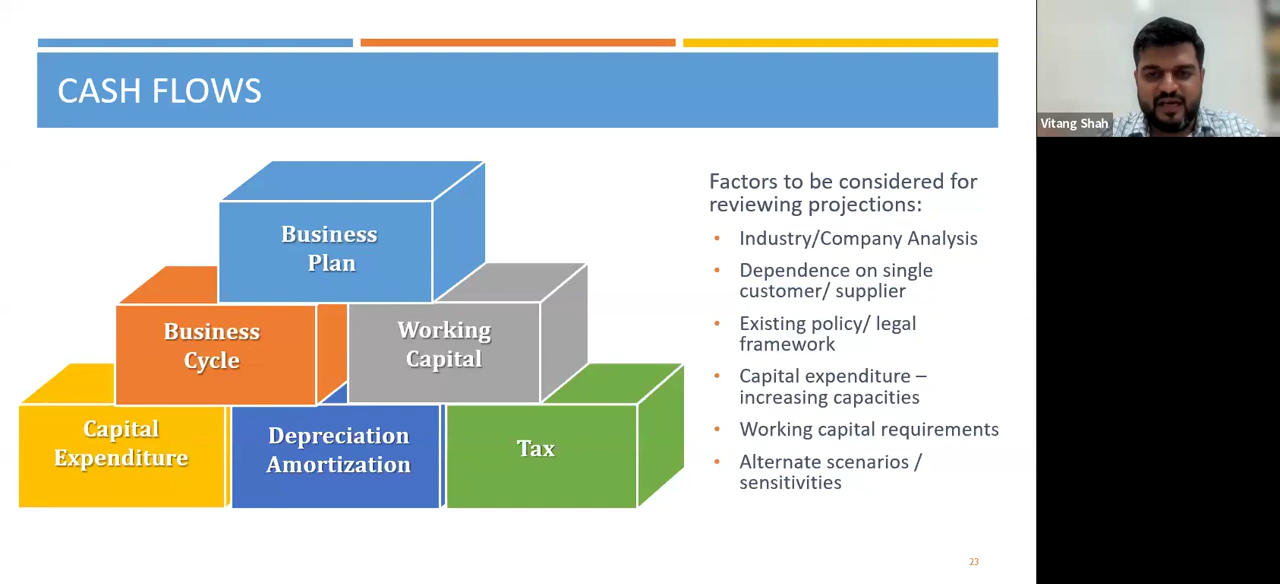 CASH FLOWS
Business
Plan
Business
Cycle
Working
Capital
Capital
Expenditure
Depreciation
Amortization
Tax
Factors to be considered for
reviewing projections:
• Industry/Company Analysis
• Dependence on single
customer/ supplier
• Existing policy/ legal
framework
• Capital expenditure –
increasing capacities
• Working capital requirements
• Alternate scenarios /
sensitivities
23
Vitang Shah